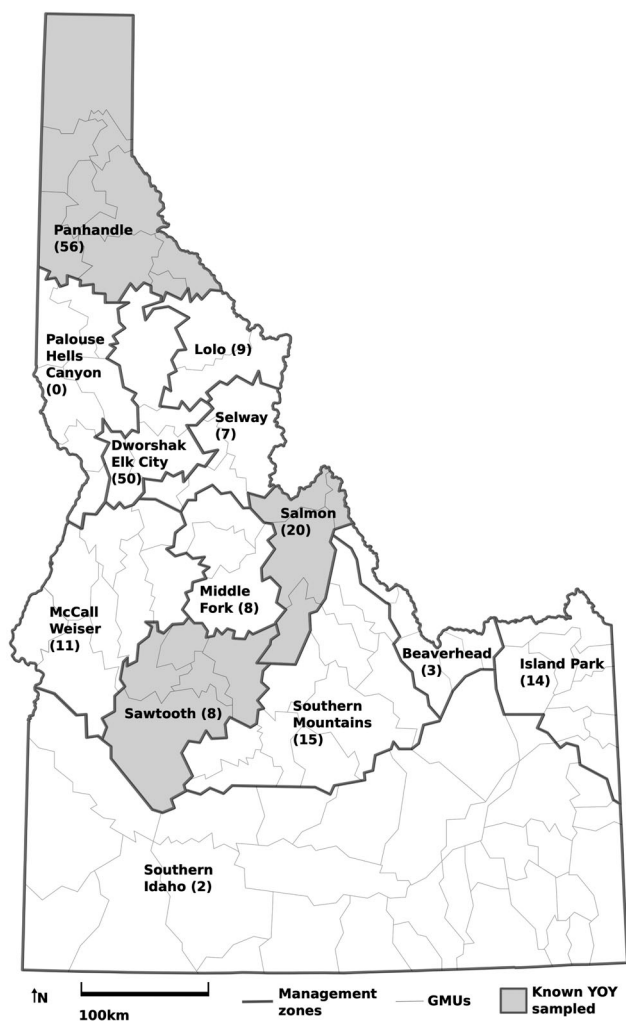 Panhandle
(56)
Palouse
Hells
Canyon
(0)
Lolo (9)
Selway
(7)
Dworshak
Elk City
(50)
Salmon
(20)
Middle
Fork (8)
McCall
Weiser
(11)
Beaverhead
(3)
Island Park
(14)
Sawtooth (8)
Southern
Mountains
(15)
Southern
Idaho (2)
↑N
100km
Management
zones
GMUs
Known YOY
sampled